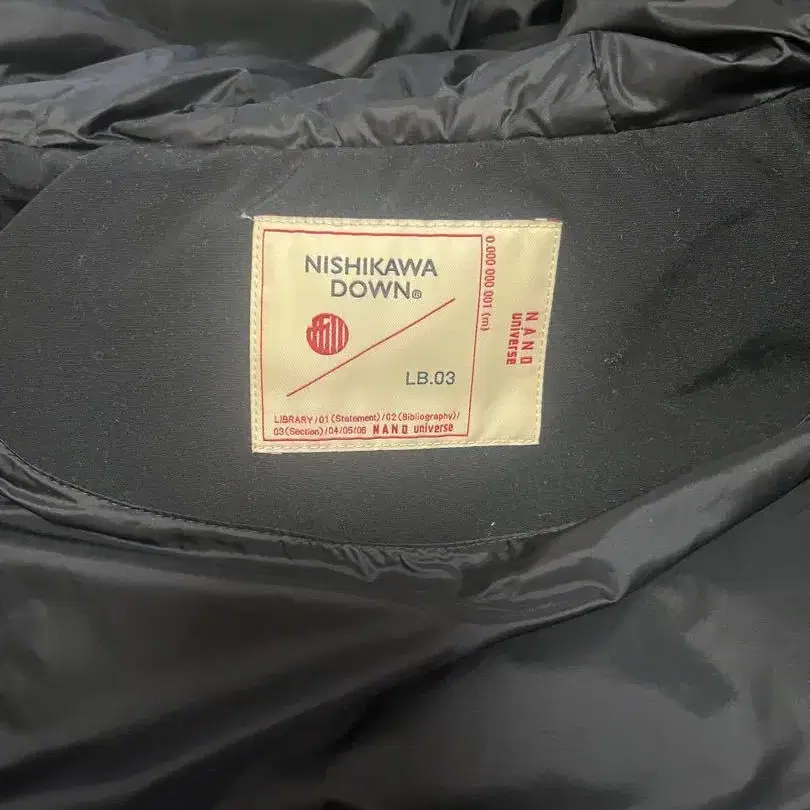 NISHIKAWA
DOWN®
LB.03
LIBRARY/01(Statement)/02(Bibliography)/
03(Section)/04/05/06 NANO universe
0.000 000 001(m)
NANO
universe